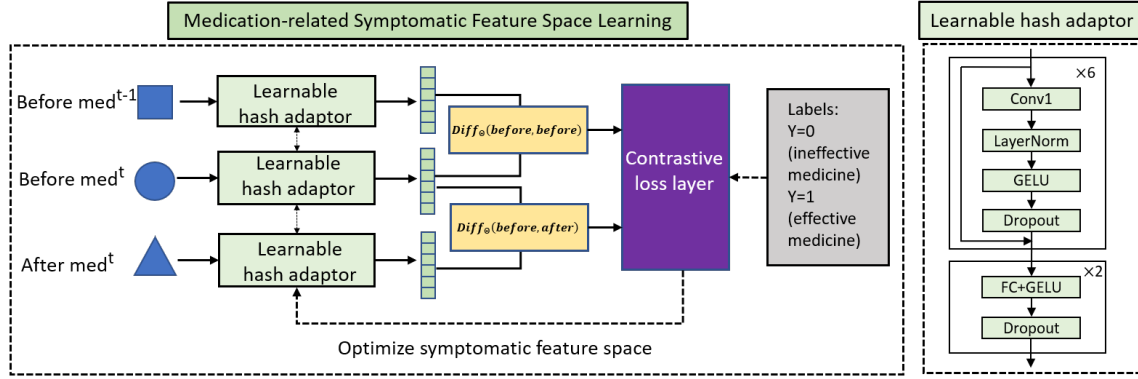 Medication-related Symptomatic Feature Space Learning
Learnable hash adaptor
Before med^t-1
Learnable
hash adaptor
Diff⊗(before, before)
Before med^t
Learnable
hash adaptor
Diff⊗(before, after)
After med^t
Learnable
hash adaptor
Contrastive
loss layer
Labels:
Y=0
(ineffective
medicine)
Y=1
(effective
medicine)
Optimize symptomatic feature space
×6
Conv1
LayerNorm
GELU
Dropout
×2
FC+GELU
Dropout